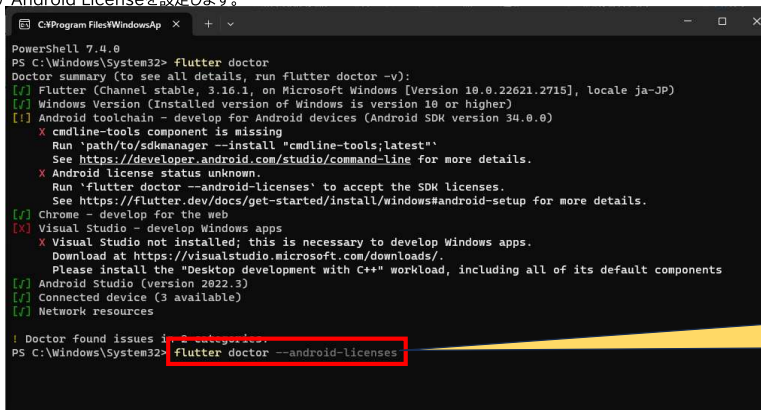 Android Licenseを設定します。
C:¥Program Files¥WindowsAp
PowerShell 7.4.0
PS C:\Windows\System32> flutter doctor
Doctor summary (to see all details, run flutter doctor -v):
[√] Flutter (Channel stable, 3.16.1, on Microsoft Windows [Version 10.0.22621.2715], locale ja-JP)
[√] Windows Version (Installed version of Windows is version 10 or higher)
[!] Android toolchain - develop for Android devices (Android SDK version 34.0.0)
X cmdline-tools component is missing
Run `path/to/sdkmanager --install "cmdline-tools;latest"`
See https://developer.android.com/studio/command-line for more details.
X Android license status unknown.
Run `flutter doctor --android-licenses` to accept the SDK licenses.
See https://flutter.dev/docs/get-started/install/windows#android-setup for more details.
[√] Chrome - develop for the web
[X] Visual Studio - develop Windows apps
X Visual Studio not installed; this is necessary to develop Windows apps.
Download at https://visualstudio.microsoft.com/downloads/.
Please install the "Desktop development with C++" workload, including all of its default components
[√] Android Studio (version 2022.3)
[√] Connected device (3 available)
[√] Network resources
! Doctor found issues in 2 categories.
PS C:\Windows\System32> flutter doctor --android-licenses